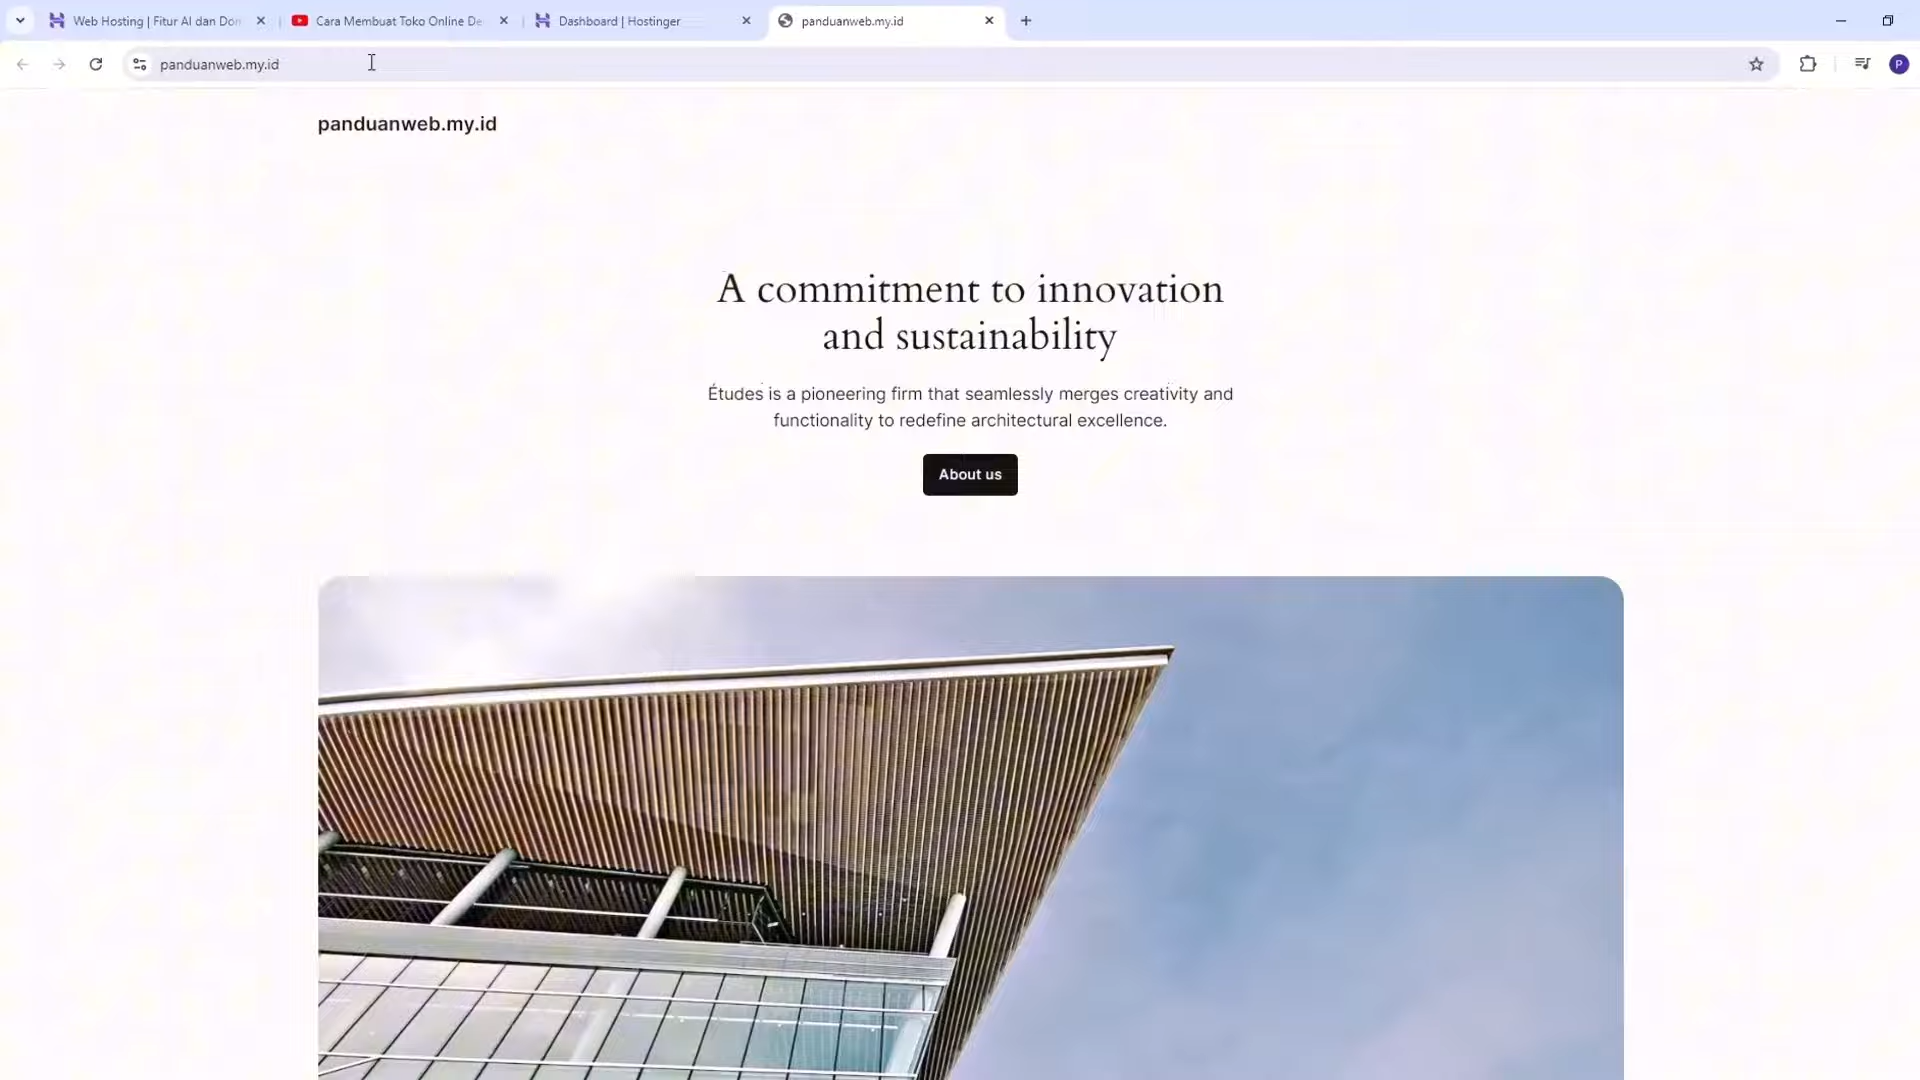 Web Hosting | Fitur AI dan Don
Cara Membuat Toko Online De
Dashboard | Hostinger
panduanweb.my.id
panduanweb.my.id
P
panduanweb.my.id
A commitment to innovation
and sustainability
Études is a pioneering firm that seamlessly merges creativity and
functionality to redefine architectural excellence.
About us